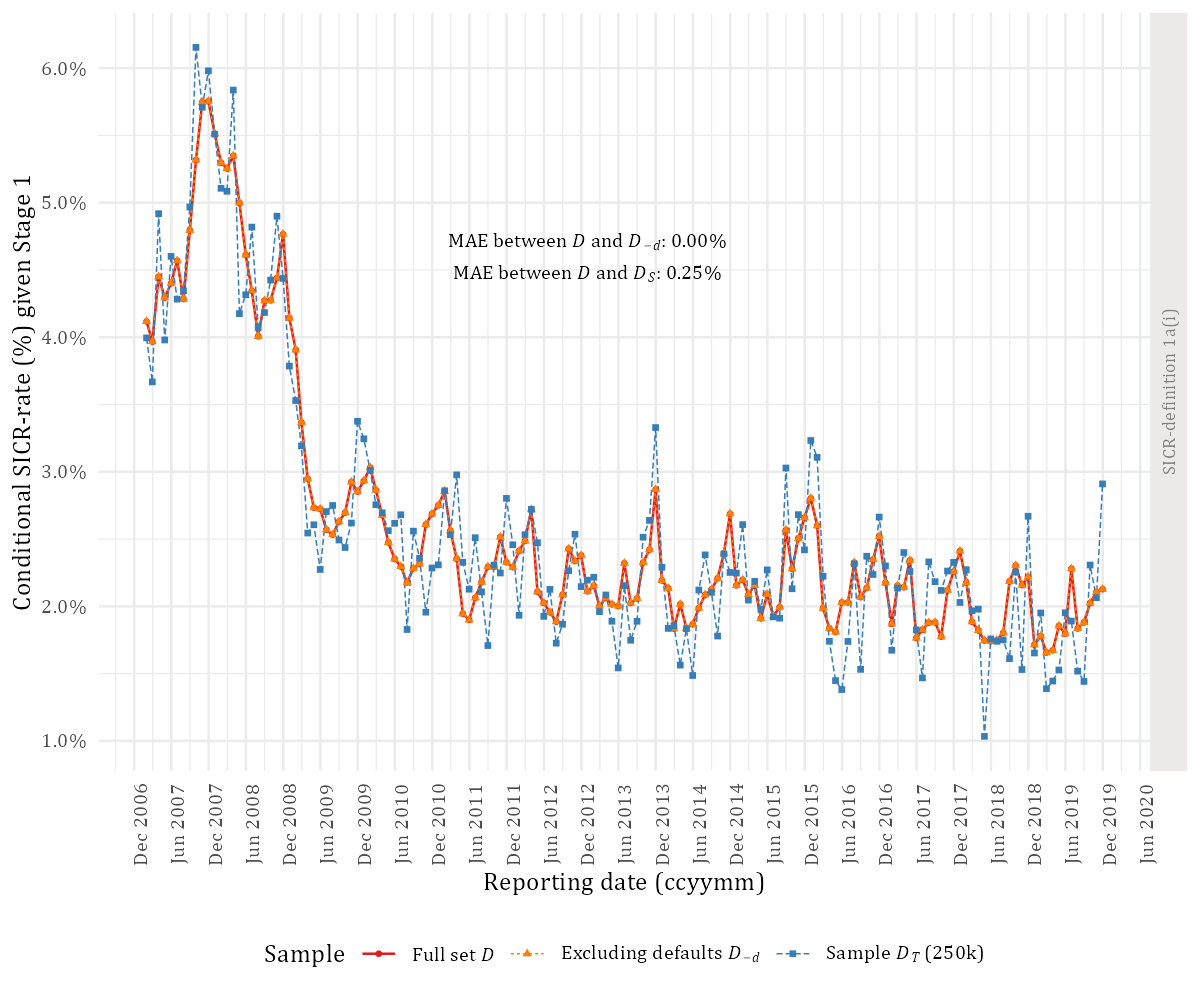 6.0%
5.0%
4.0%
3.0%
2.0%
1.0%
Conditional SICR-rate (%) given Stage 1
MAE between D and D₋d: 0.00%
MAE between D and D_S: 0.25%
SICR-definition 1a(i)
Dec 2006
Jun 2007
Dec 2007
Jun 2008
Dec 2008
Jun 2009
Dec 2009
Jun 2010
Dec 2010
Jun 2011
Dec 2011
Jun 2012
Dec 2012
Jun 2013
Dec 2013
Jun 2014
Dec 2014
Jun 2015
Dec 2015
Jun 2016
Dec 2016
Jun 2017
Dec 2017
Jun 2018
Dec 2018
Jun 2019
Dec 2019
Jun 2020
Reporting date (ccyymm)
Sample Full set D Excluding defaults D₋d Sample D_T (250k)